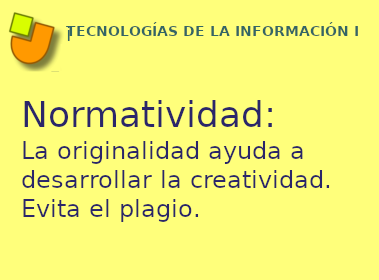 TECNOLOGÍAS DE LA INFORMACIÓN I
Normatividad:
La originalidad ayuda a
desarrollar la creatividad.
Evita el plagio.